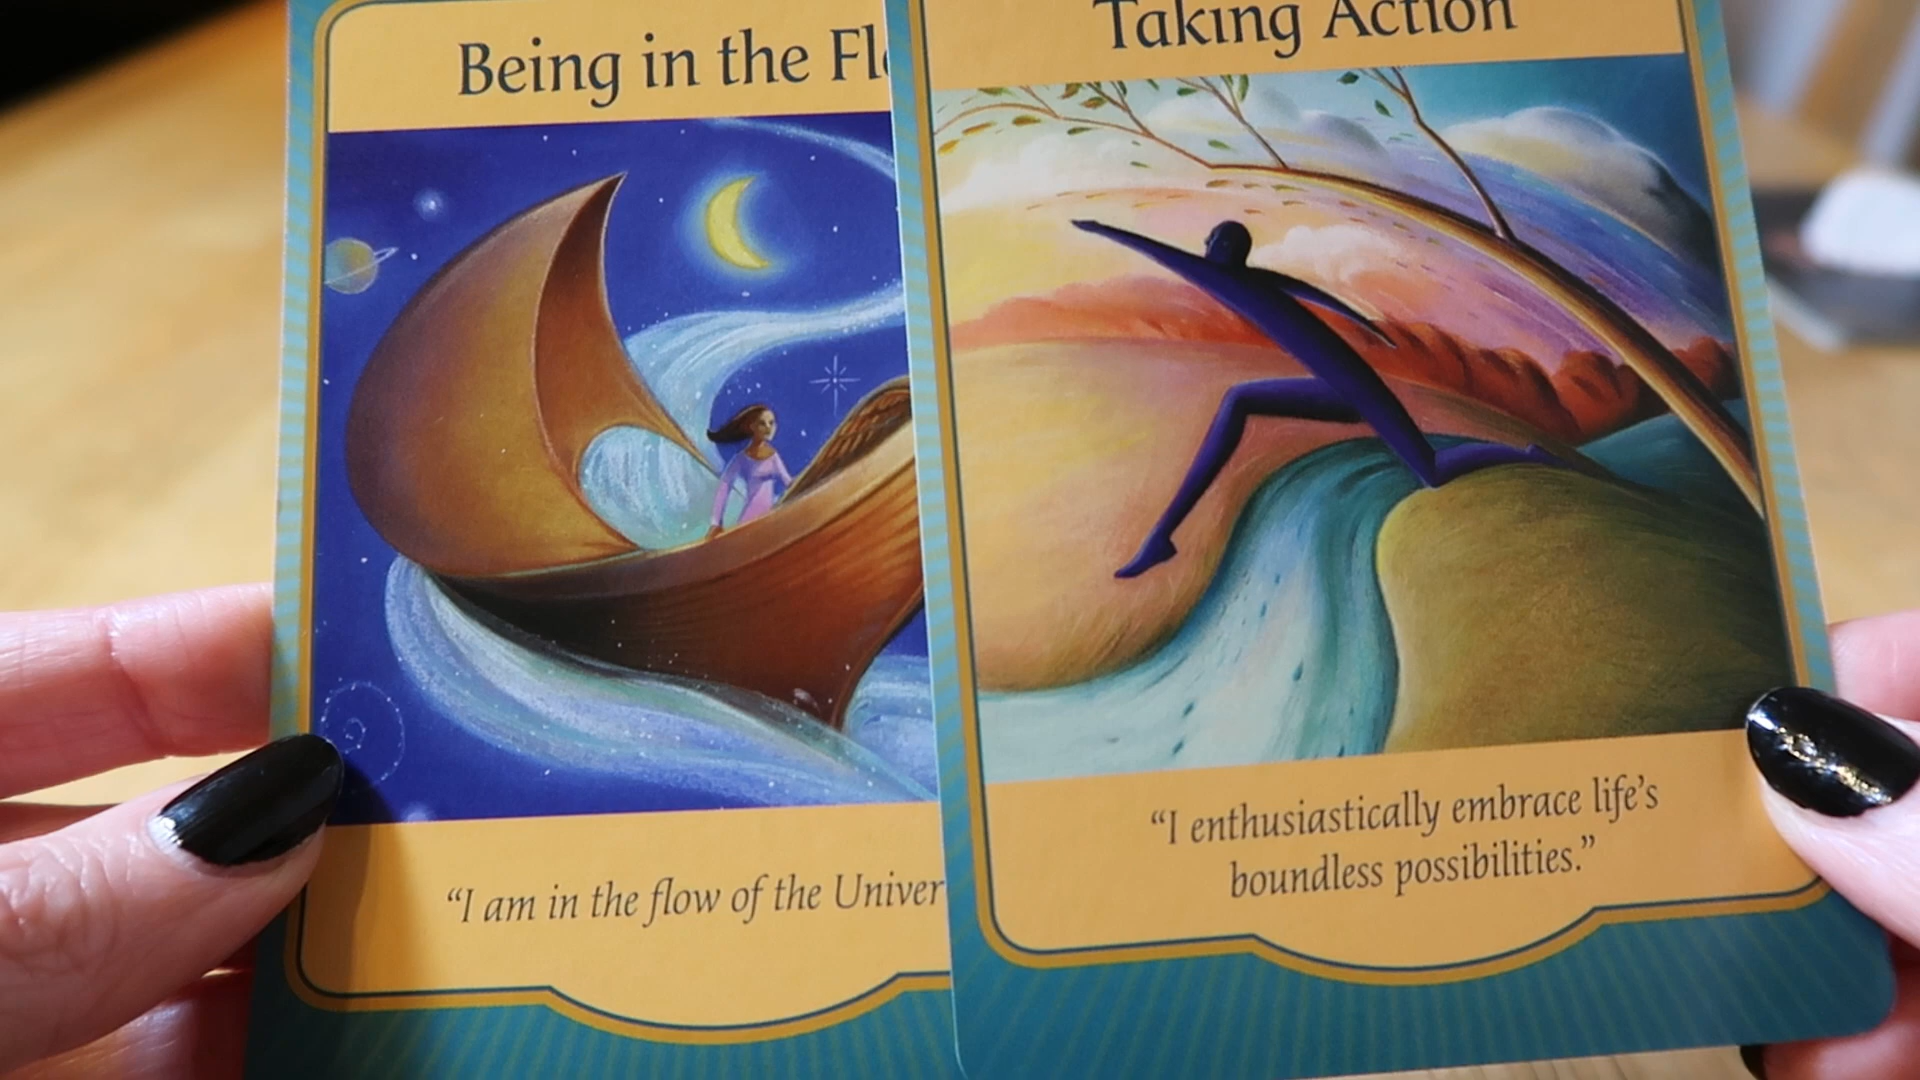 Being in the Fl
Taking Action
"I am in the flow of the Univer
"I enthusiastically embrace life's
boundless possibilities."